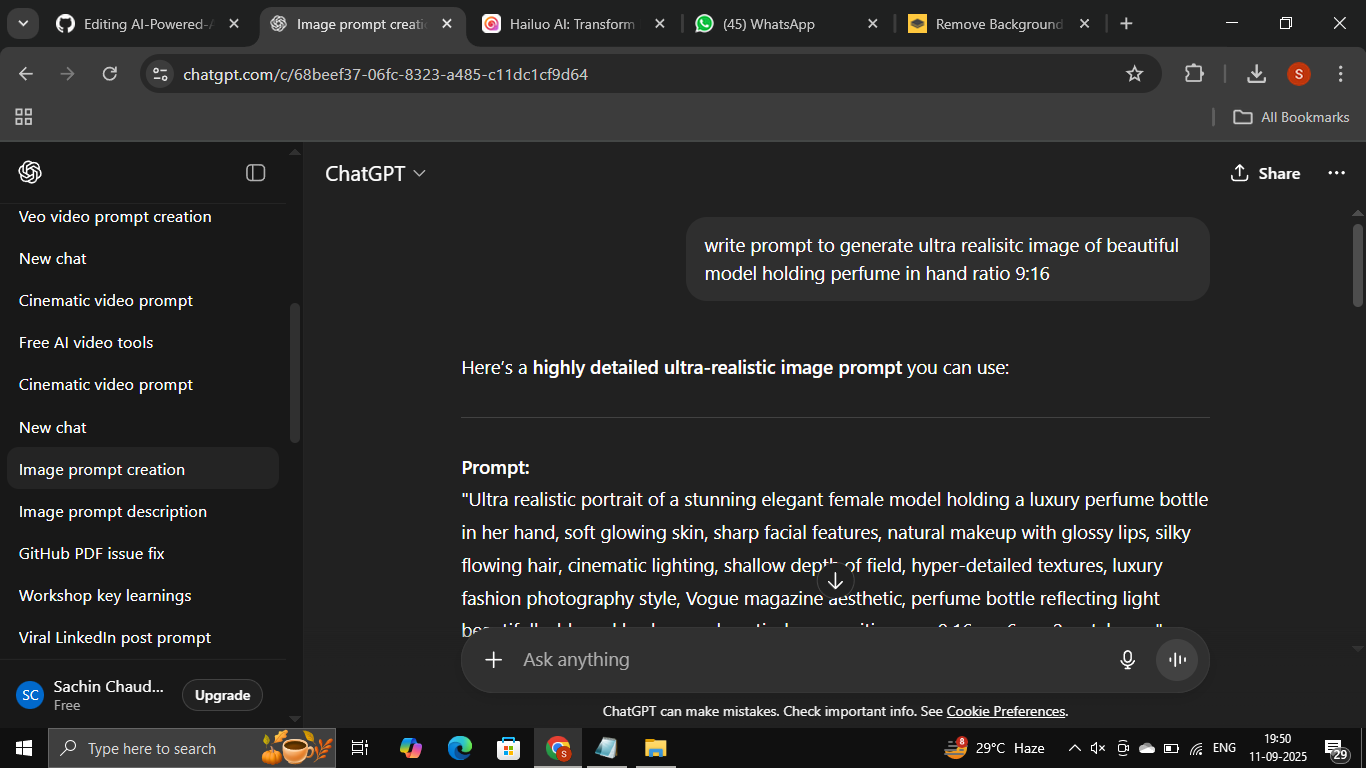 Editing AI-Powered-A
Image prompt creati
Hailuo AI: Transform
(45) WhatsApp
Remove Background
chatgpt.com/c/68beef37-06fc-8323-a485-c11dc1cf9d64
S
All Bookmarks
ChatGPT
Share
Veo video prompt creation
New chat
Cinematic video prompt
Free AI video tools
Cinematic video prompt
New chat
Image prompt creation
Image prompt description
GitHub PDF issue fix
Workshop key learnings
Viral LinkedIn post prompt
SC
Sachin Chaud...
Free
Upgrade
write prompt to generate ultra realisitc image of beautiful
model holding perfume in hand ratio 9:16
Here's a highly detailed ultra-realistic image prompt you can use:
Prompt:
"Ultra realistic portrait of a stunning elegant female model holding a luxury perfume bottle
in her hand, soft glowing skin, sharp facial features, natural makeup with glossy lips, silky
flowing hair, cinematic lighting, shallow depth of field, hyper-detailed textures, luxury
fashion photography style, Vogue magazine aesthetic, perfume bottle reflecting light
Ask anything
ChatGPT can make mistakes. Check important info. See Cookie Preferences.
Type here to search
8
29°C Haze
ENG
19:50
11-09-2025
29